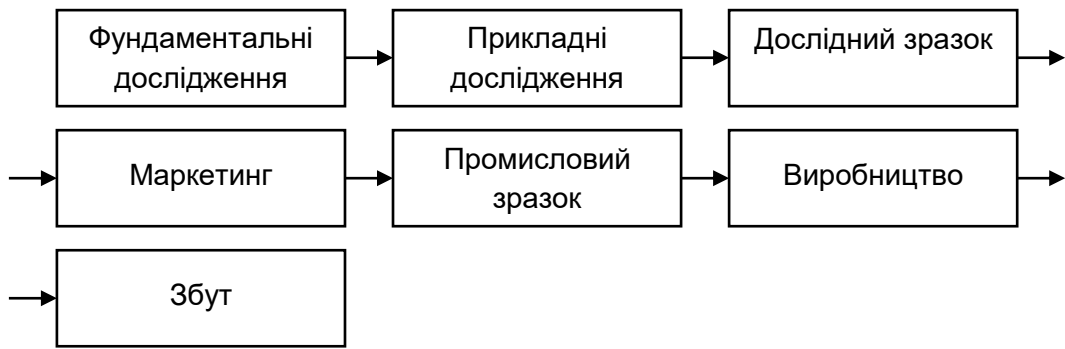 Фундаментальні
дослідження
Прикладні
дослідження
Дослідний зразок
Маркетинг
Промисловий
зразок
Виробництво
Збут